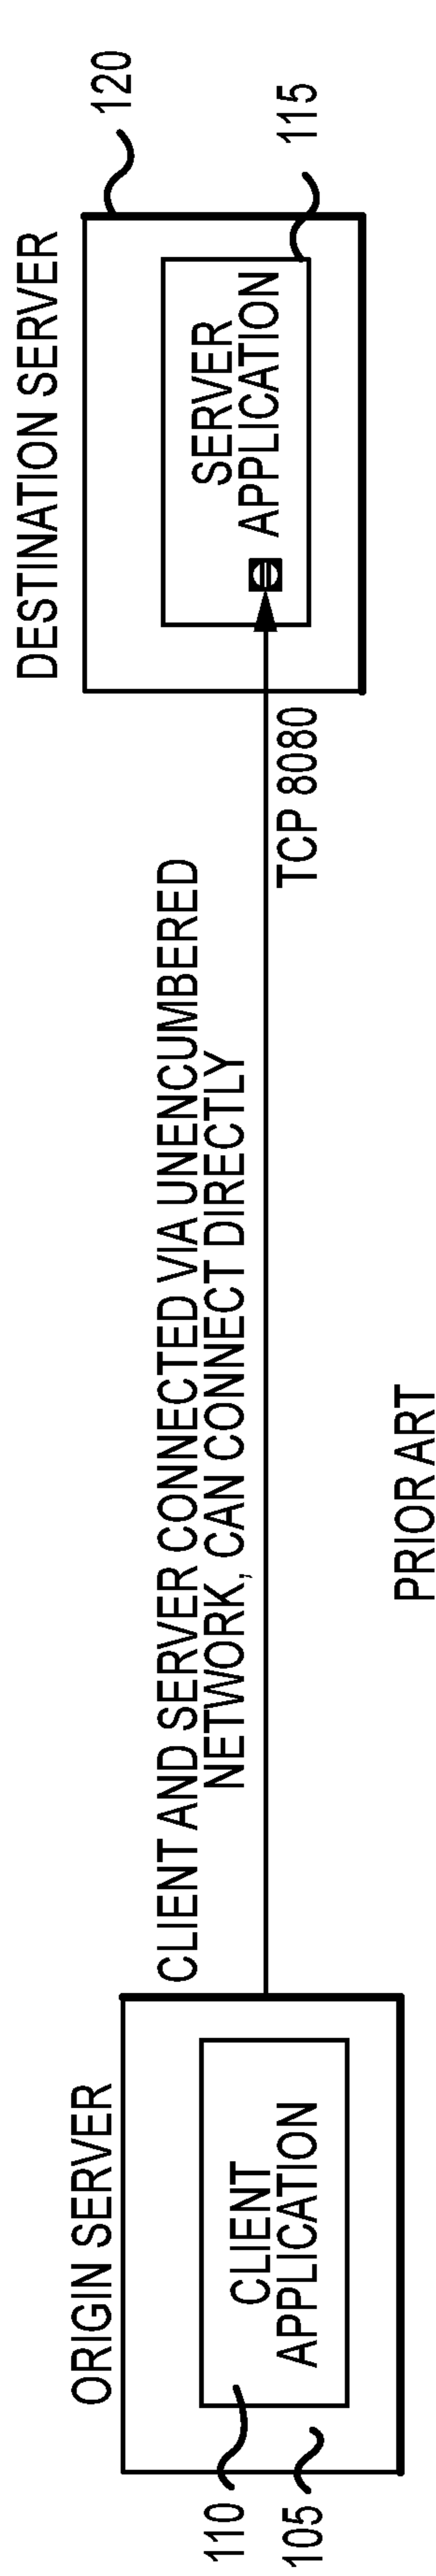 ORIGIN SERVER
110
105
CLIENT
APPLICATION
CLIENT AND SERVER CONNECTED VIA UNENCUMBERED
NETWORK, CAN CONNECT DIRECTLY
TCP 8080
DESTINATION SERVER
120
115
SERVER
APPLICATION
PRIOR ART